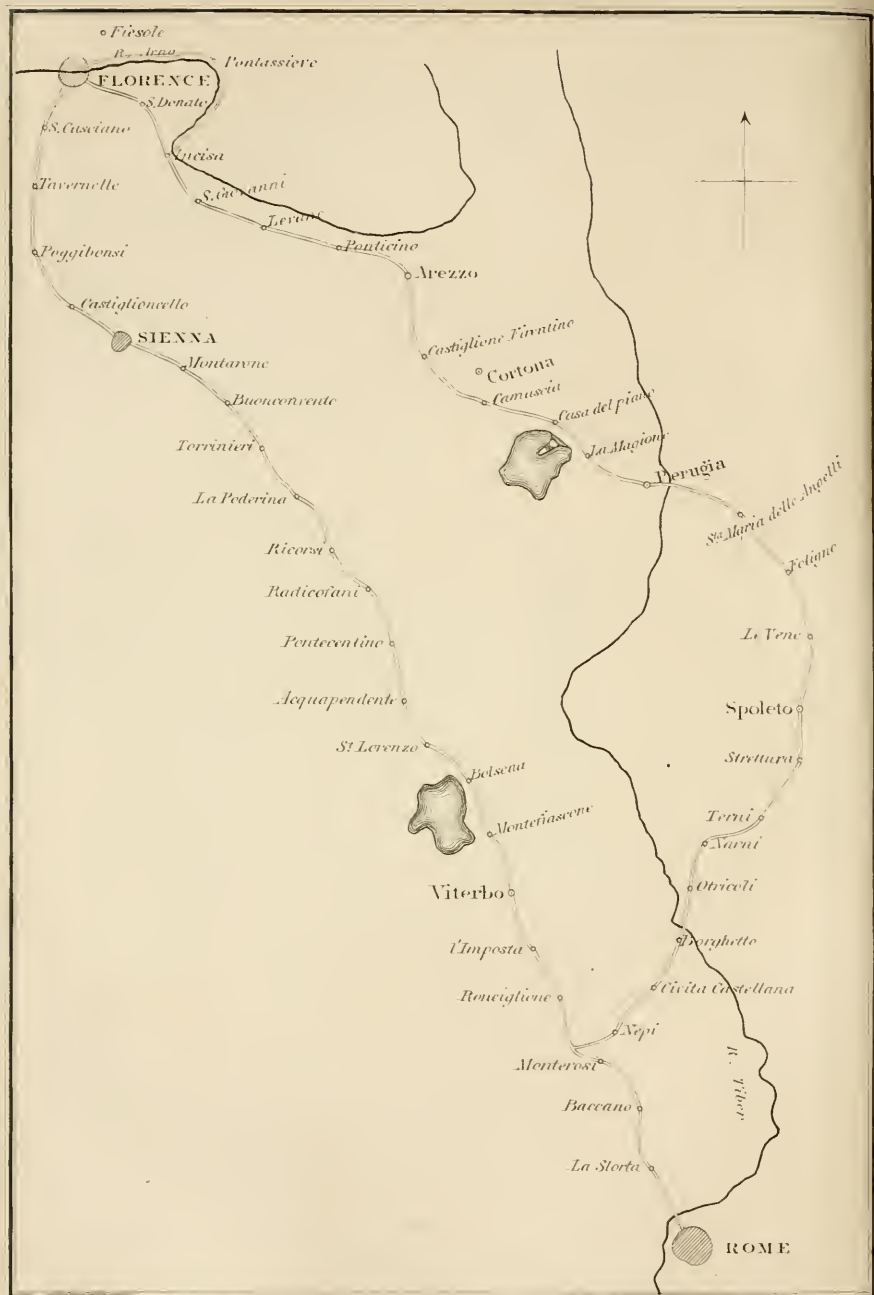 Fiesole
R. Arno
Pontassieve
FLORENCE
S. Donato
S. Casciano
Incisa
Tavernelle
S. Giovanni
Levane
Ponticino
Poggibonsi
Arezzo
Castiglioncello
SIENNA
Castiglione Firentino
Montarone
Cortona
Camuscia
Buonconvento
Casa del piano
Torrinieri
La Magione
Perugia
La Poderina
Sta. Maria delle Angelli
Ricorsi
Foligno
Radicofani
Le Vene
Pontecentino
Acquapendente
Spoleto
St. Lorenzo
Strettura
Bolsena
Terni
Montefiascone
Narni
Viterbo
Otricoli
l'Imposta
Borghetto
Ronciglione
Civita Castellana
Nepi
Monterosi
R. Tiber
Baccano
La Storta
ROME